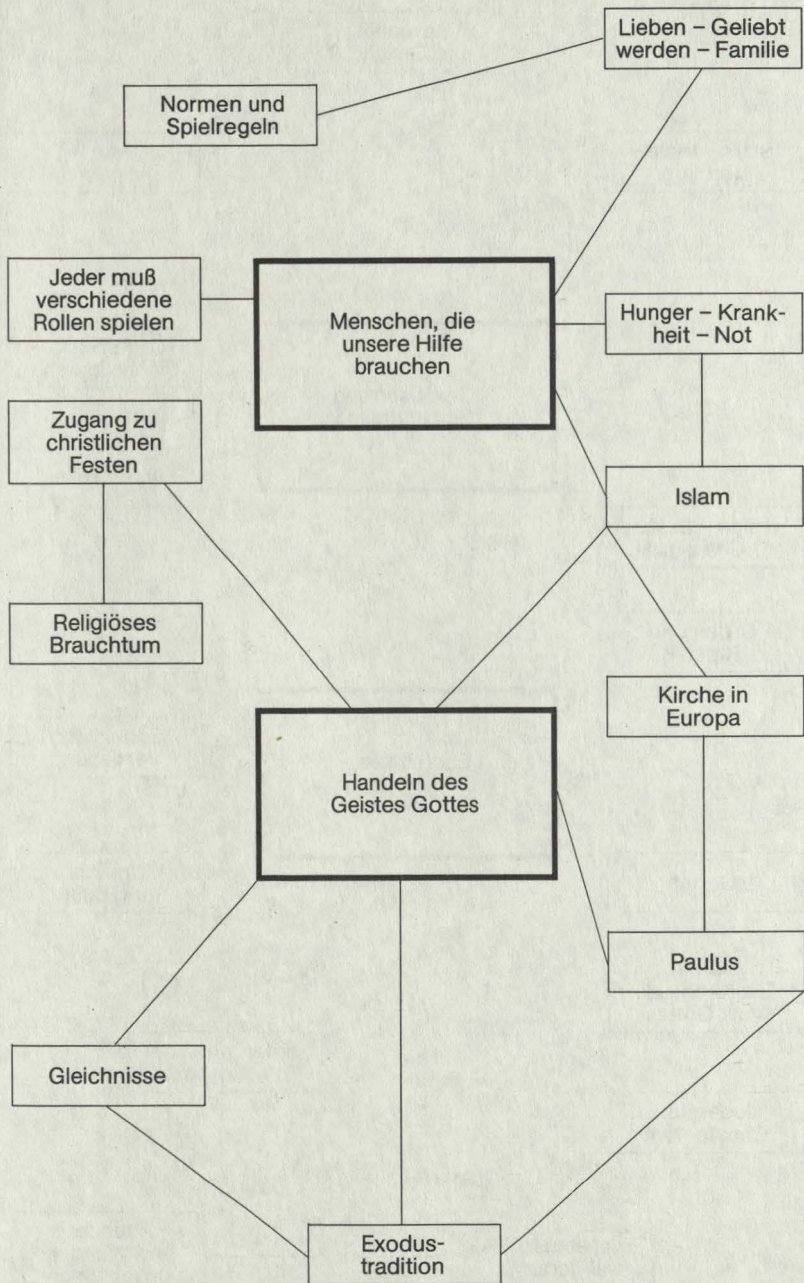 Lieben – Geliebt
werden – Familie
Normen und
Spielregeln
Jeder muß
verschiedene
Rollen spielen
Menschen, die
unsere Hilfe
brauchen
Hunger – Krank-
heit – Not
Zugang zu
christlichen
Festen
Islam
Religiöses
Brauchtum
Kirche in
Europa
Handeln des
Geistes Gottes
Paulus
Gleichnisse
Exodus-
tradition